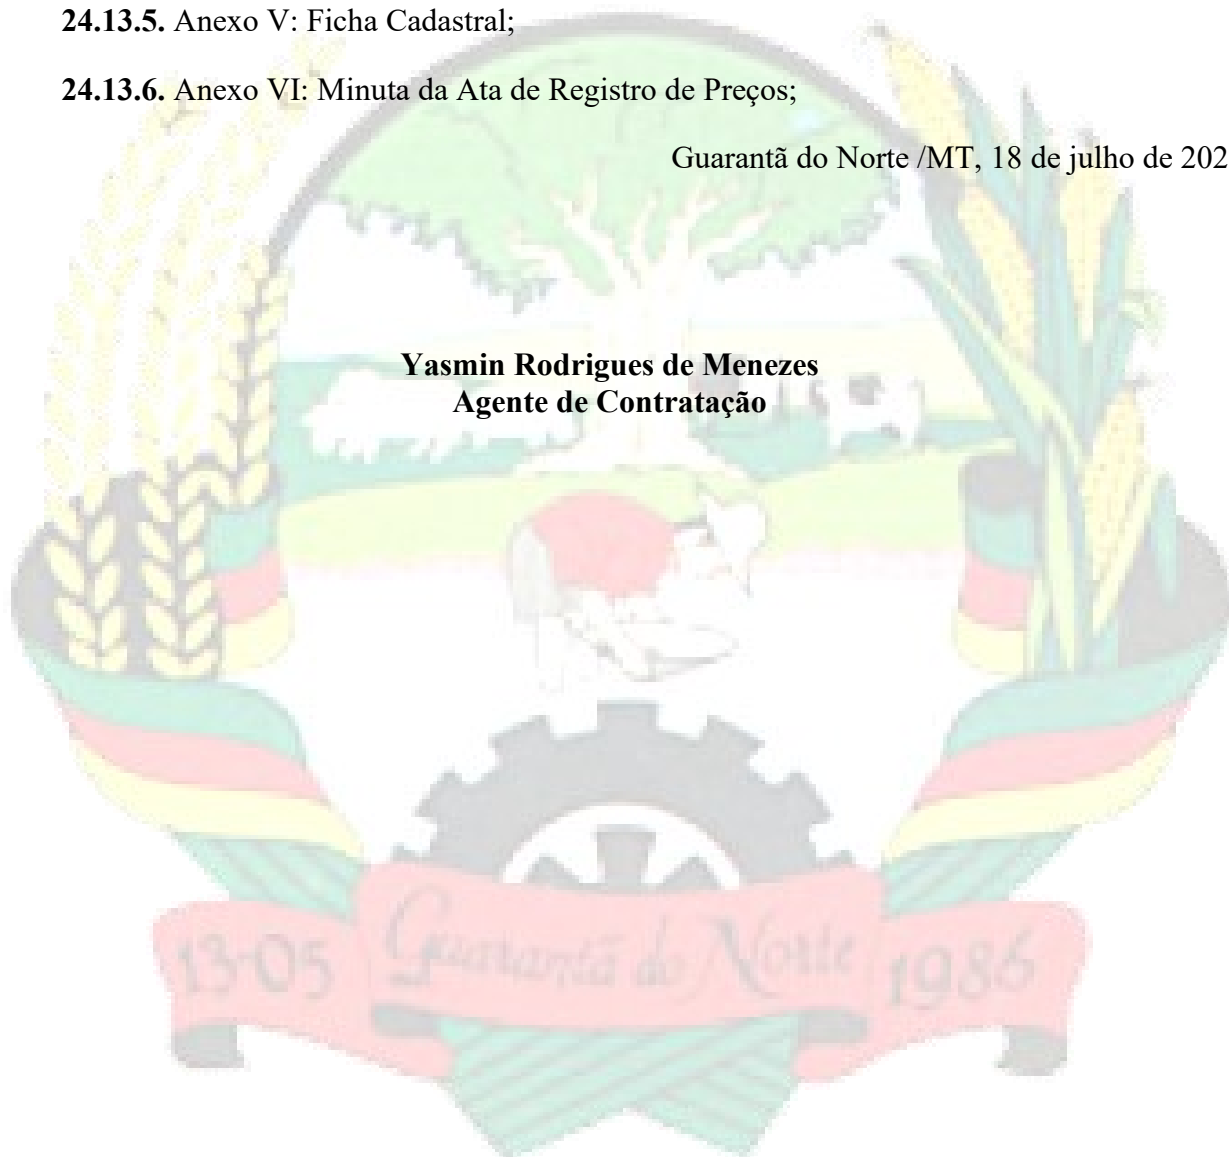 24.13.5. Anexo V: Ficha Cadastral;
24.13.6. Anexo VI: Minuta da Ata de Registro de Preços;
Guarantã do Norte /MT, 18 de julho de 202
Yasmin Rodrigues de Menezes
Agente de Contratação
13-05 Guarantã do Norte 1986